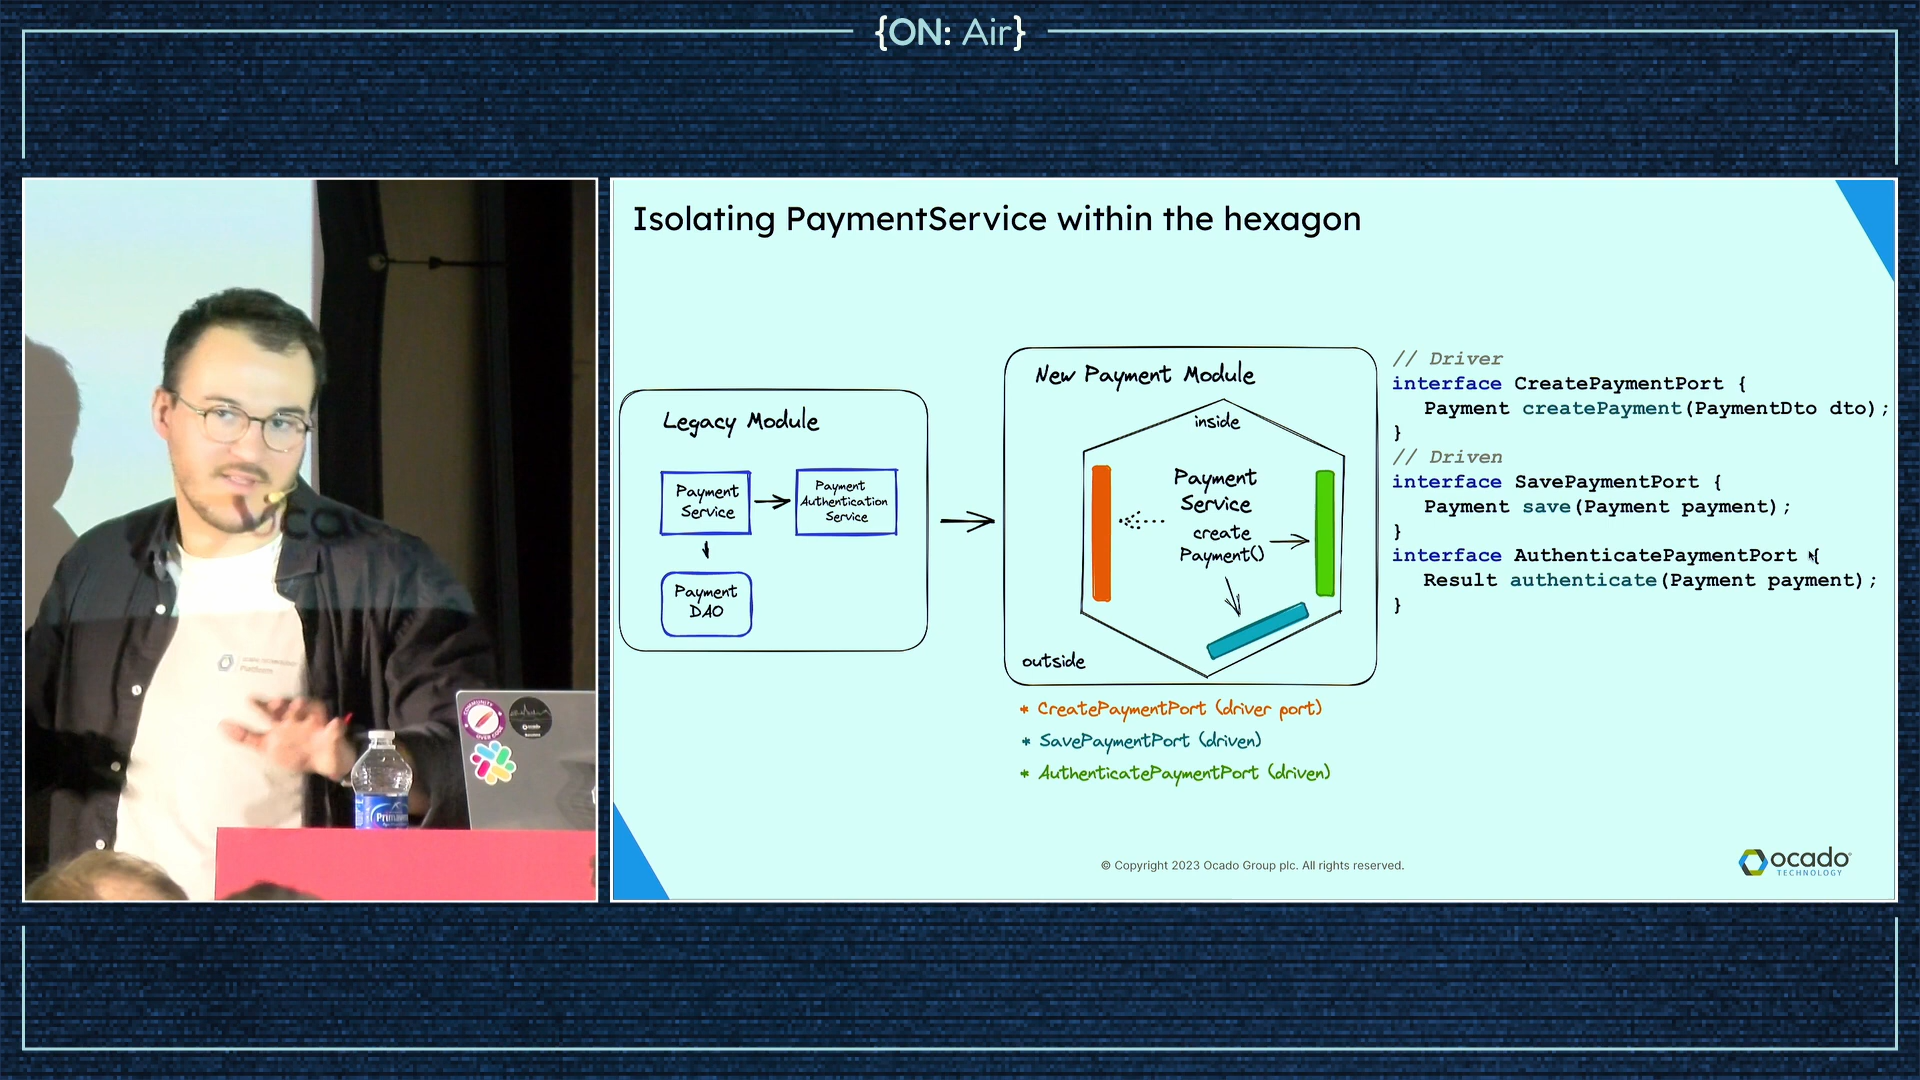 {ON: Air}
Isolating PaymentService within the hexagon
Legacy Module
Payment
Service
Payment
Authentication
Service
Payment
DAO
New Payment Module
inside
Payment
Service
create
Payment()
outside
* CreatePaymentPort (driver port)
* SavePaymentPort (driven)
* AuthenticatePaymentPort (driven)
// Driver
interface CreatePaymentPort {
Payment createPayment(PaymentDto dto);
}
// Driven
interface SavePaymentPort {
Payment save(Payment payment);
}
interface AuthenticatePaymentPort {
Result authenticate(Payment payment);
}
© Copyright 2023 Ocado Group plc. All rights reserved.
ocado
TECHNOLOGY
COMMUNITY
OVER CODE